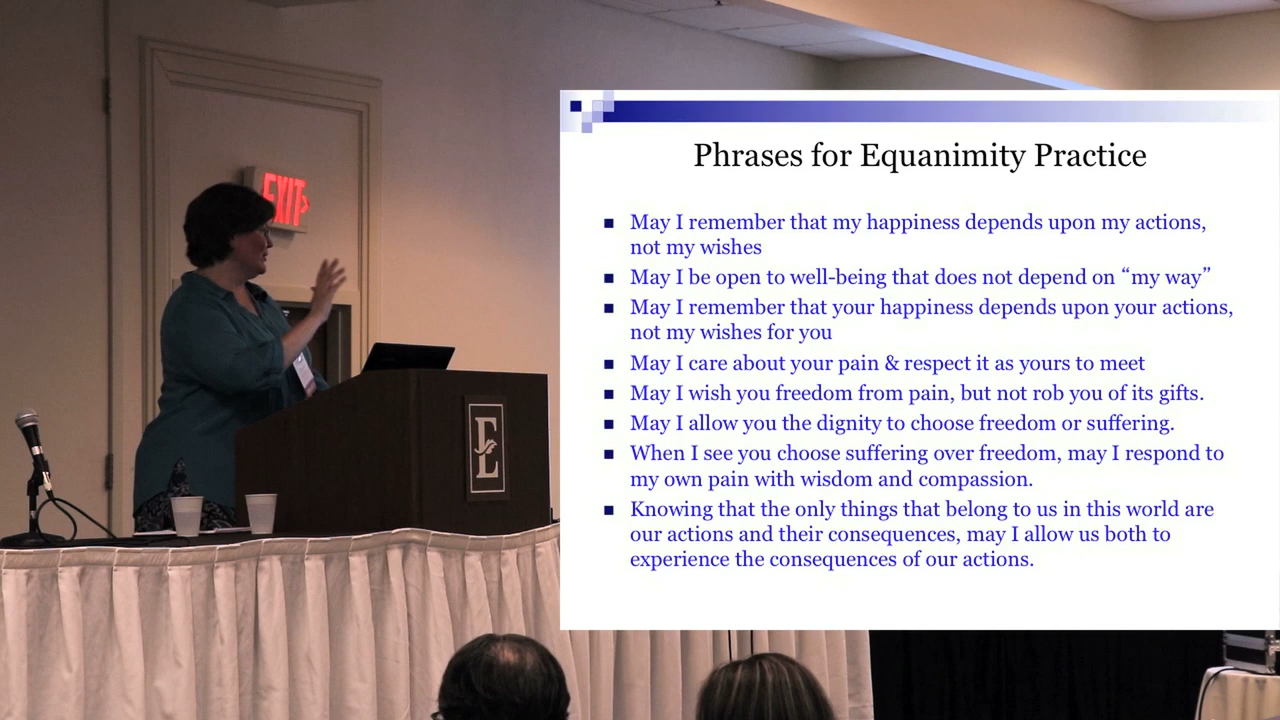 EXIT
E
E
Phrases for Equanimity Practice
May I remember that my happiness depends upon my actions,
not my wishes
May I be open to well-being that does not depend on “my way”
May I remember that your happiness depends upon your actions,
not my wishes for you
May I care about your pain & respect it as yours to meet
May I wish you freedom from pain, but not rob you of its gifts.
May I allow you the dignity to choose freedom or suffering.
When I see you choose suffering over freedom, may I respond to
my own pain with wisdom and compassion.
Knowing that the only things that belong to us in this world are
our actions and their consequences, may I allow us both to
experience the consequences of our actions.